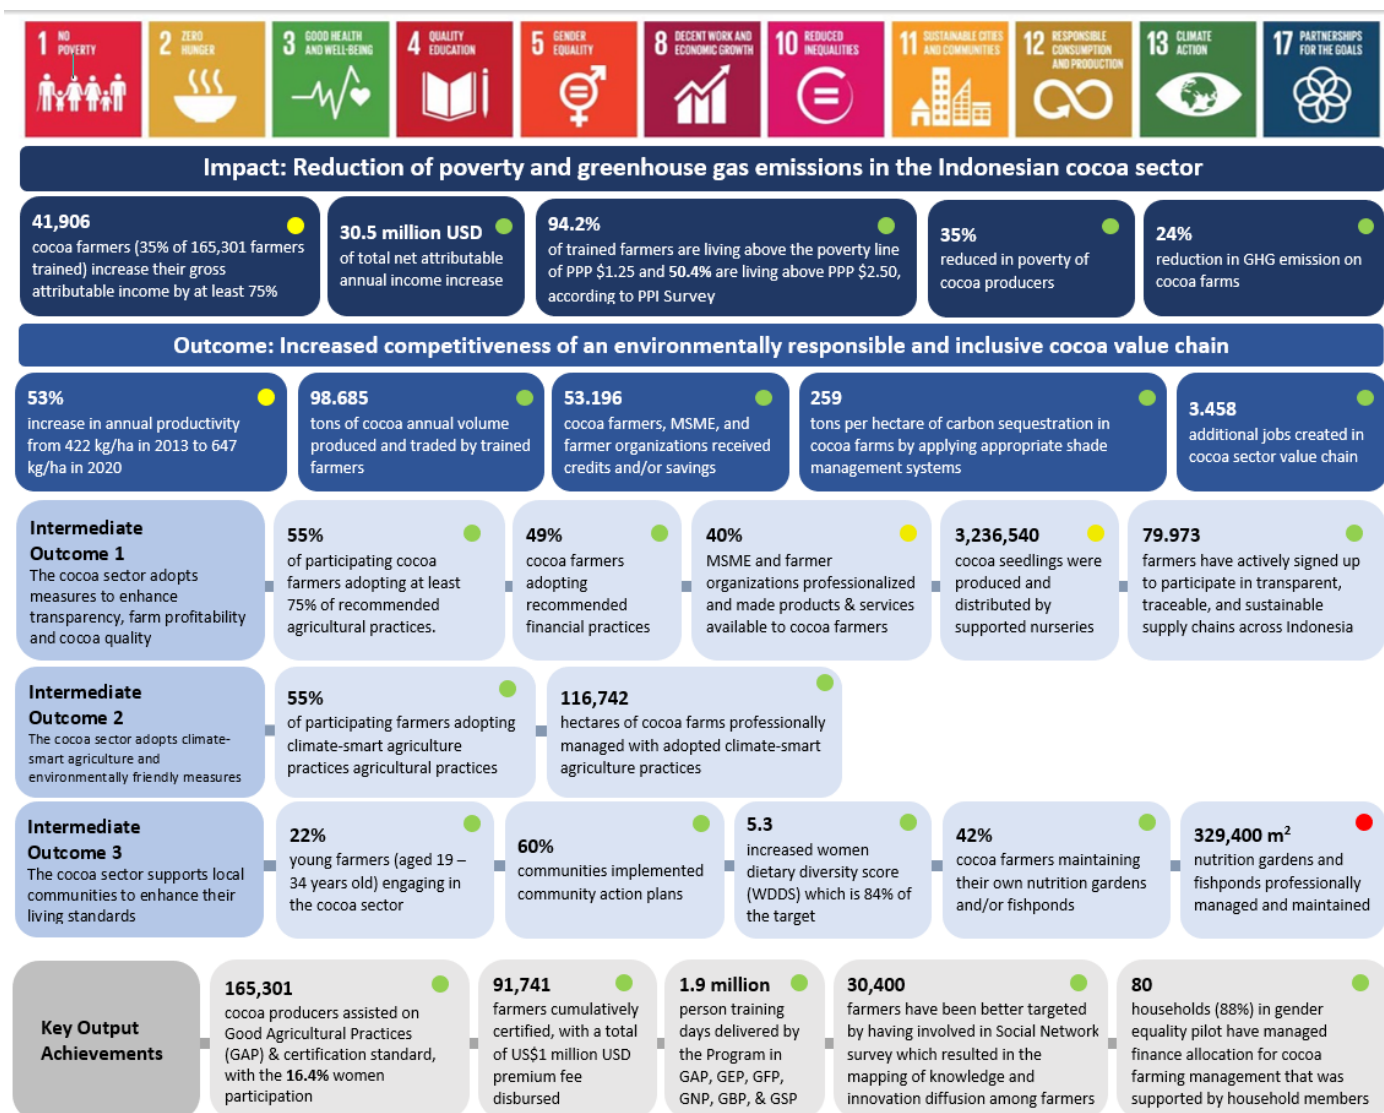 1 NO
POVERTY
2 ZERO
HUNGER
3 GOOD HEALTH
AND WELL-BEING
4 QUALITY
EDUCATION
5 GENDER
EQUALITY
8 DECENT WORK AND
ECONOMIC GROWTH
10 REDUCED
INEQUALITIES
11 SUSTAINABLE CITIES
AND COMMUNITIES
12 RESPONSIBLE
CONSUMPTION
AND PRODUCTION
13 CLIMATE
ACTION
17 PARTNERSHIPS
FOR THE GOALS
Impact: Reduction of poverty and greenhouse gas emissions in the Indonesian cocoa sector
41,906
cocoa farmers (35% of 165,301 farmers
trained) increase their gross
attributable income by at least 75%
30.5 million USD
of total net attributable
annual income increase
94.2%
of trained farmers are living above the poverty line
of PPP $1.25 and 50.4% are living above PPP $2.50,
according to PPI Survey
35%
reduced in poverty of
cocoa producers
24%
reduction in GHG emission on
cocoa farms
Outcome: Increased competitiveness of an environmentally responsible and inclusive cocoa value chain
53%
increase in annual productivity
from 422 kg/ha in 2013 to 647
kg/ha in 2020
98.685
tons of cocoa annual volume
produced and traded by trained
farmers
53.196
cocoa farmers, MSME, and
farmer organizations received
credits and/or savings
259
tons per hectare of carbon sequestration in
cocoa farms by applying appropriate shade
management systems
3.458
additional jobs created in
cocoa sector value chain
Intermediate
Outcome 1
The cocoa sector adopts
measures to enhance
transparency, farm profitability
and cocoa quality
55%
of participating cocoa
farmers adopting at least
75% of recommended
agricultural practices.
49%
cocoa farmers
adopting
recommended
financial practices
40%
MSME and farmer
organizations professionalized
and made products & services
available to cocoa farmers
3,236,540
cocoa seedlings were
produced and
distributed by
supported nurseries
79.973
farmers have actively signed up
to participate in transparent,
traceable, and sustainable
supply chains across Indonesia
Intermediate
Outcome 2
The cocoa sector adopts climate-
smart agriculture and
environmentally friendly measures
55%
of participating farmers adopting
climate-smart agriculture
practices agricultural practices
116,742
hectares of cocoa farms professionally
managed with adopted climate-smart
agriculture practices
Intermediate
Outcome 3
The cocoa sector supports local
communities to enhance their
living standards
22%
young farmers (aged 19 –
34 years old) engaging in
the cocoa sector
60%
communities implemented
community action plans
5.3
increased women
dietary diversity score
(WDDS) which is 84% of
the target
42%
cocoa farmers maintaining
their own nutrition gardens
and/or fishponds
329,400 m²
nutrition gardens and
fishponds professionally
managed and maintained
Key Output
Achievements
165,301
cocoa producers assisted on
Good Agricultural Practices
(GAP) & certification standard,
with the 16.4% women
participation
91,741
farmers cumulatively
certified, with a total
of US$1 million USD
premium fee
disbursed
1.9 million
person training
days delivered by
the Program in
GAP, GEP, GFP,
GNP, GBP, & GSP
30,400
farmers have been better targeted
by having involved in Social Network
survey which resulted in the
mapping of knowledge and
innovation diffusion among farmers
80
households (88%) in gender
equality pilot have managed
finance allocation for cocoa
farming management that was
supported by household members